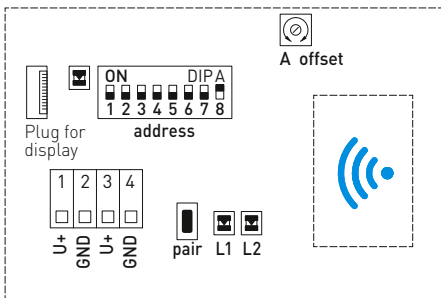 A offset
ON DIP A
1 2 3 4 5 6 7 8
address
Plug for
display
1 2 3 4
U+ GND U+ GND
pair L1 L2